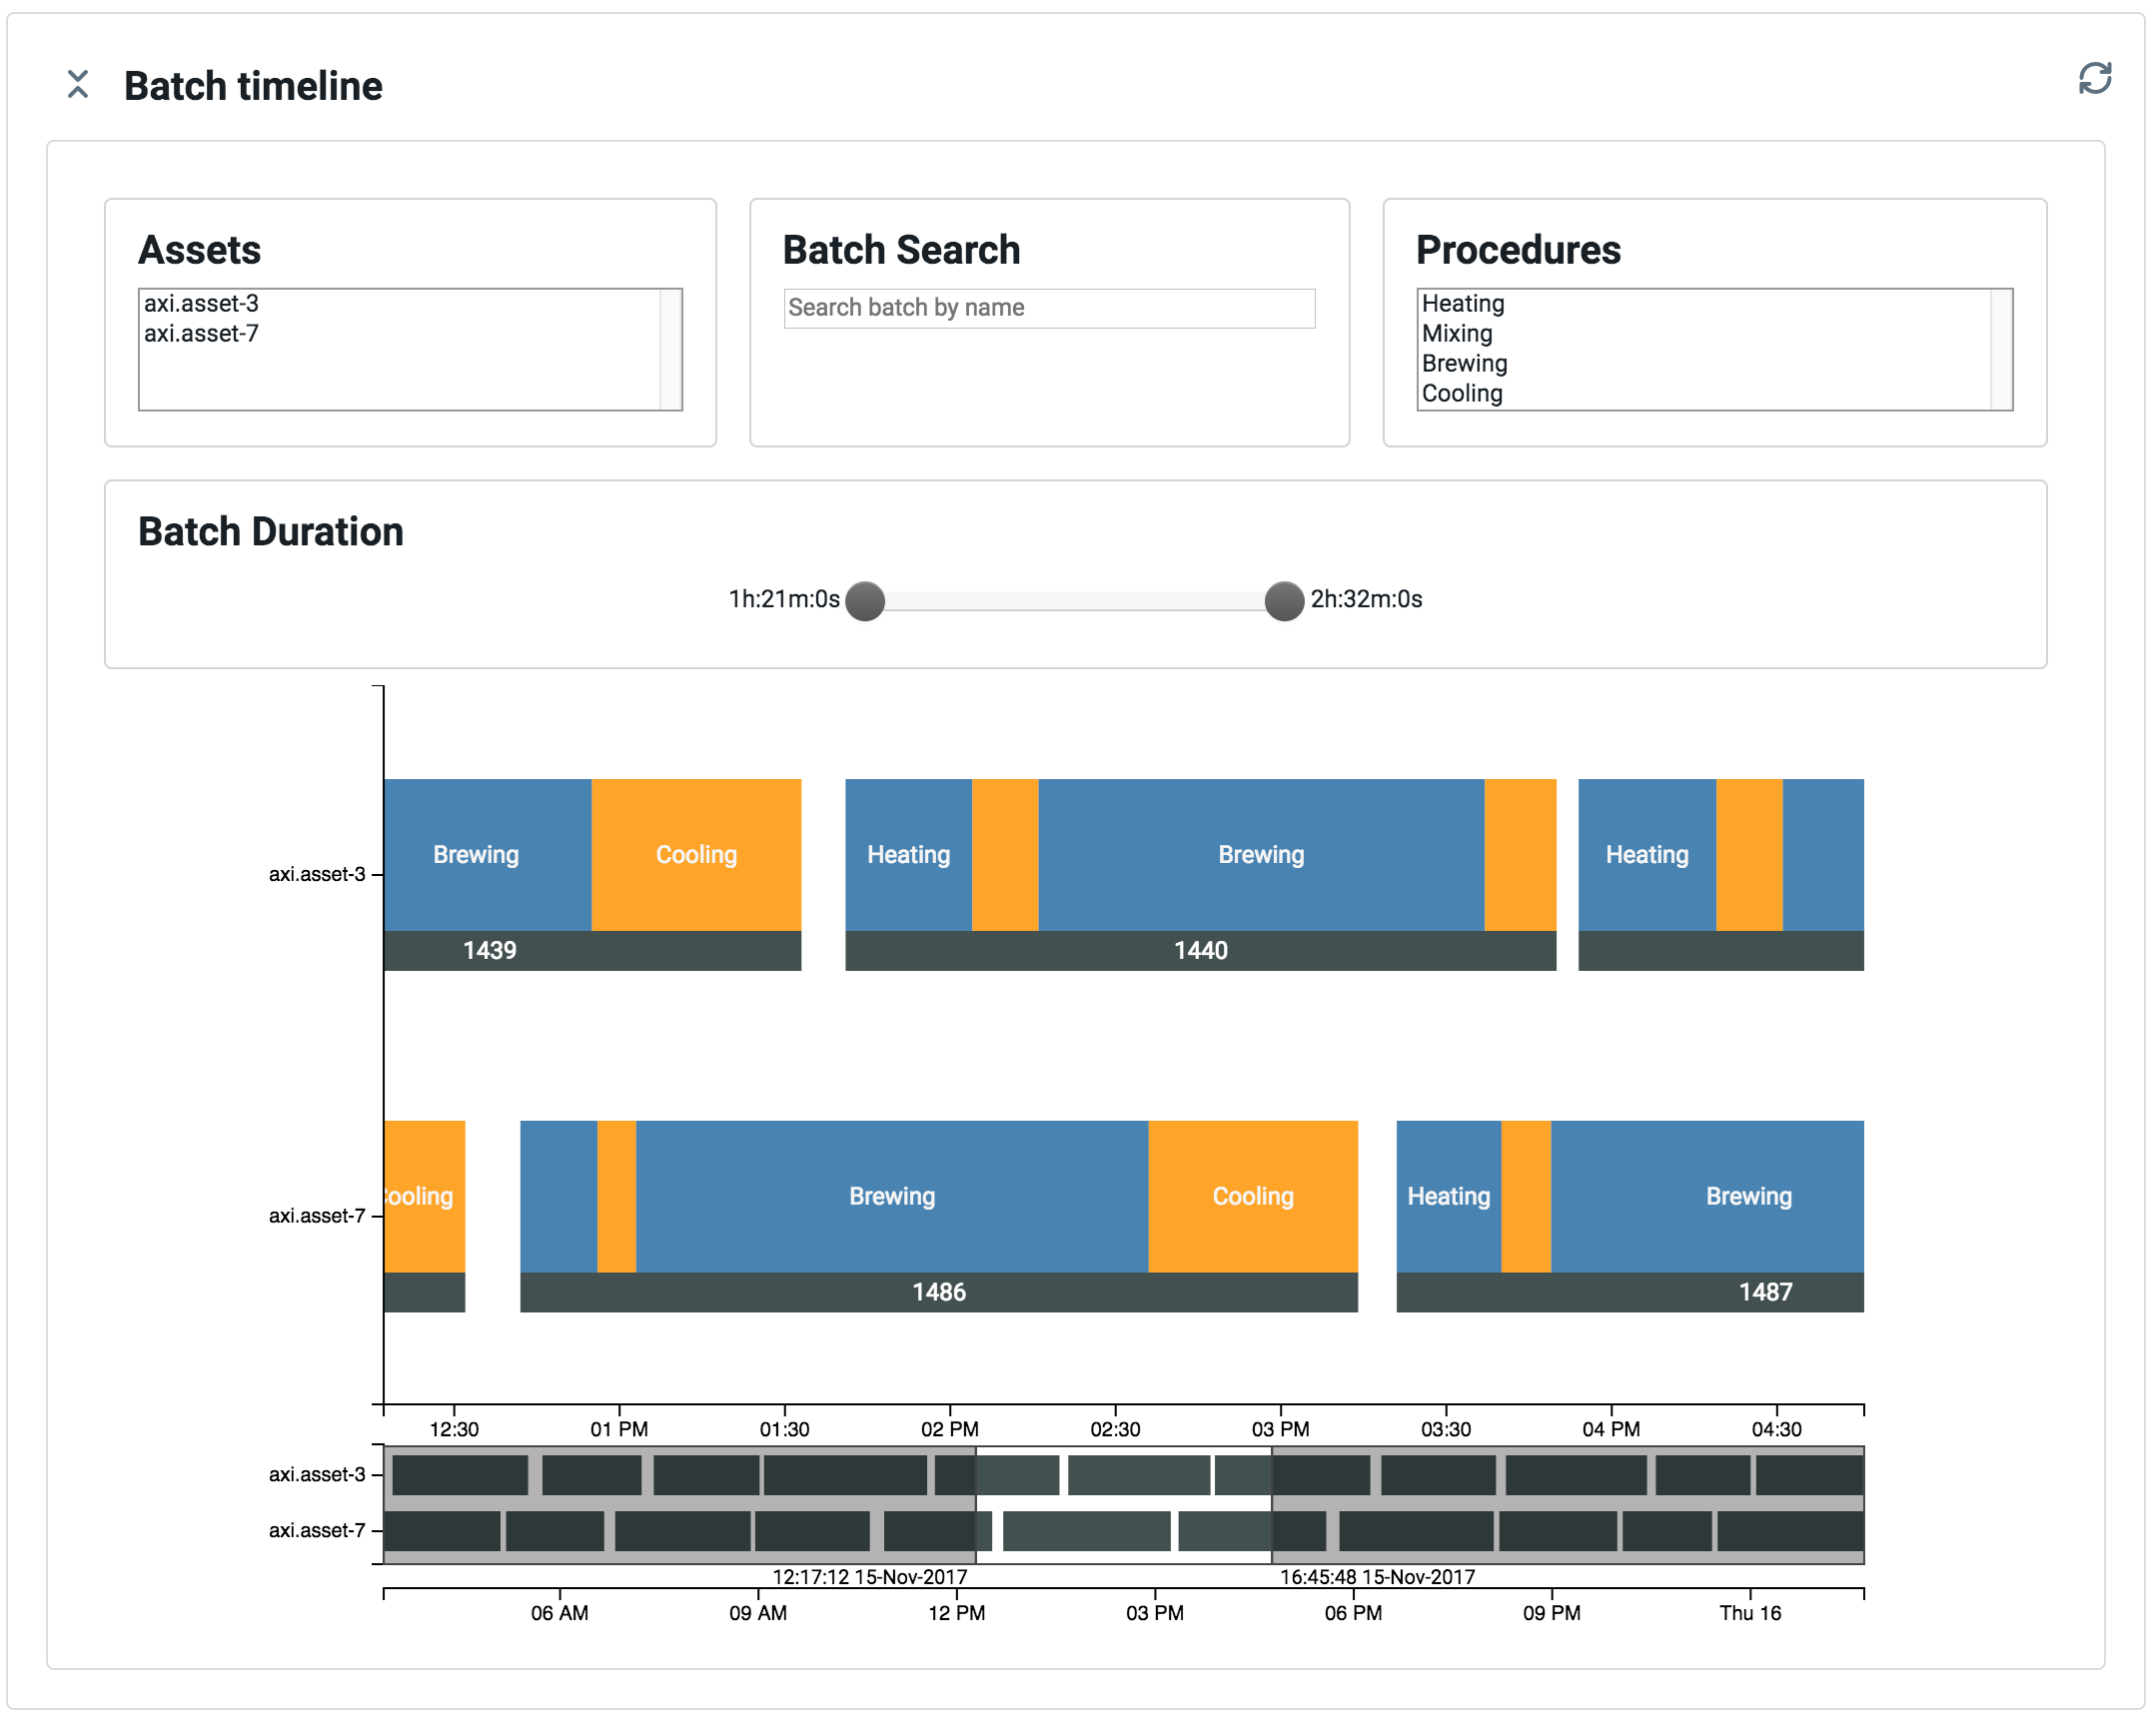 Batch timeline
Assets
axi.asset-3
axi.asset-7
Batch Search
Search batch by name
Procedures
Heating
Mixing
Brewing
Cooling
Batch Duration
1h:21m:0s
2h:32m:0s
axi.asset-3
Brewing
Cooling
Heating
Brewing
Heating
1439
1440
axi.asset-7
Cooling
Brewing
Cooling
Heating
Brewing
1486
1487
12:30 01 PM 01:30 02 PM 02:30 03 PM 03:30 04 PM 04:30
axi.asset-3
axi.asset-7
12:17:12 15-Nov-2017 16:45:48 15-Nov-2017
06 AM 09 AM 12 PM 03 PM 06 PM 09 PM Thu 16